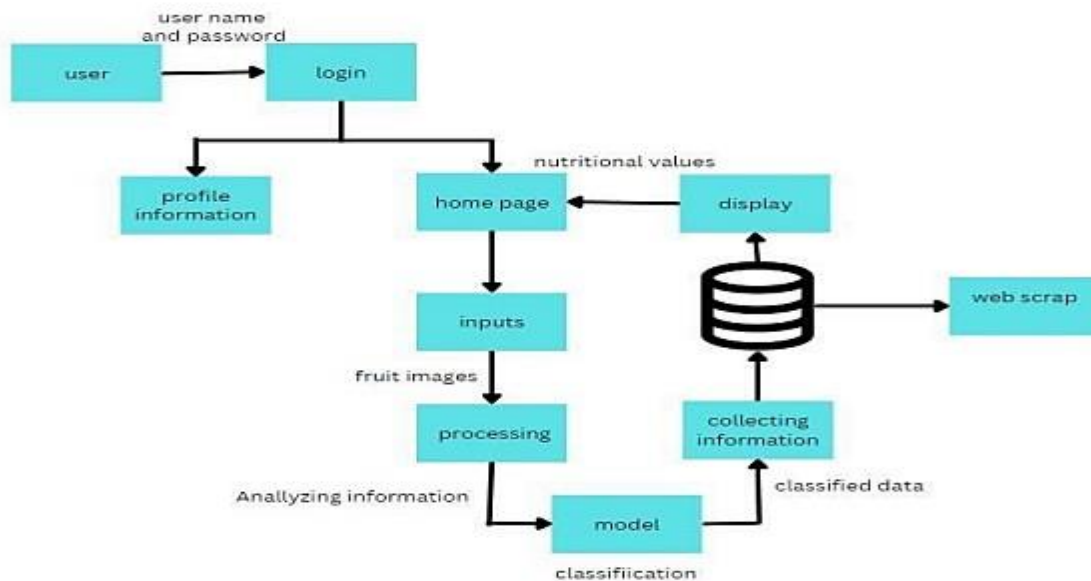 user name
and password
user
login
profile
information
nutritional values
home page
display
inputs
web scrap
fruit images
processing
collecting
information
Anallyzing information
classified data
model
classifiication